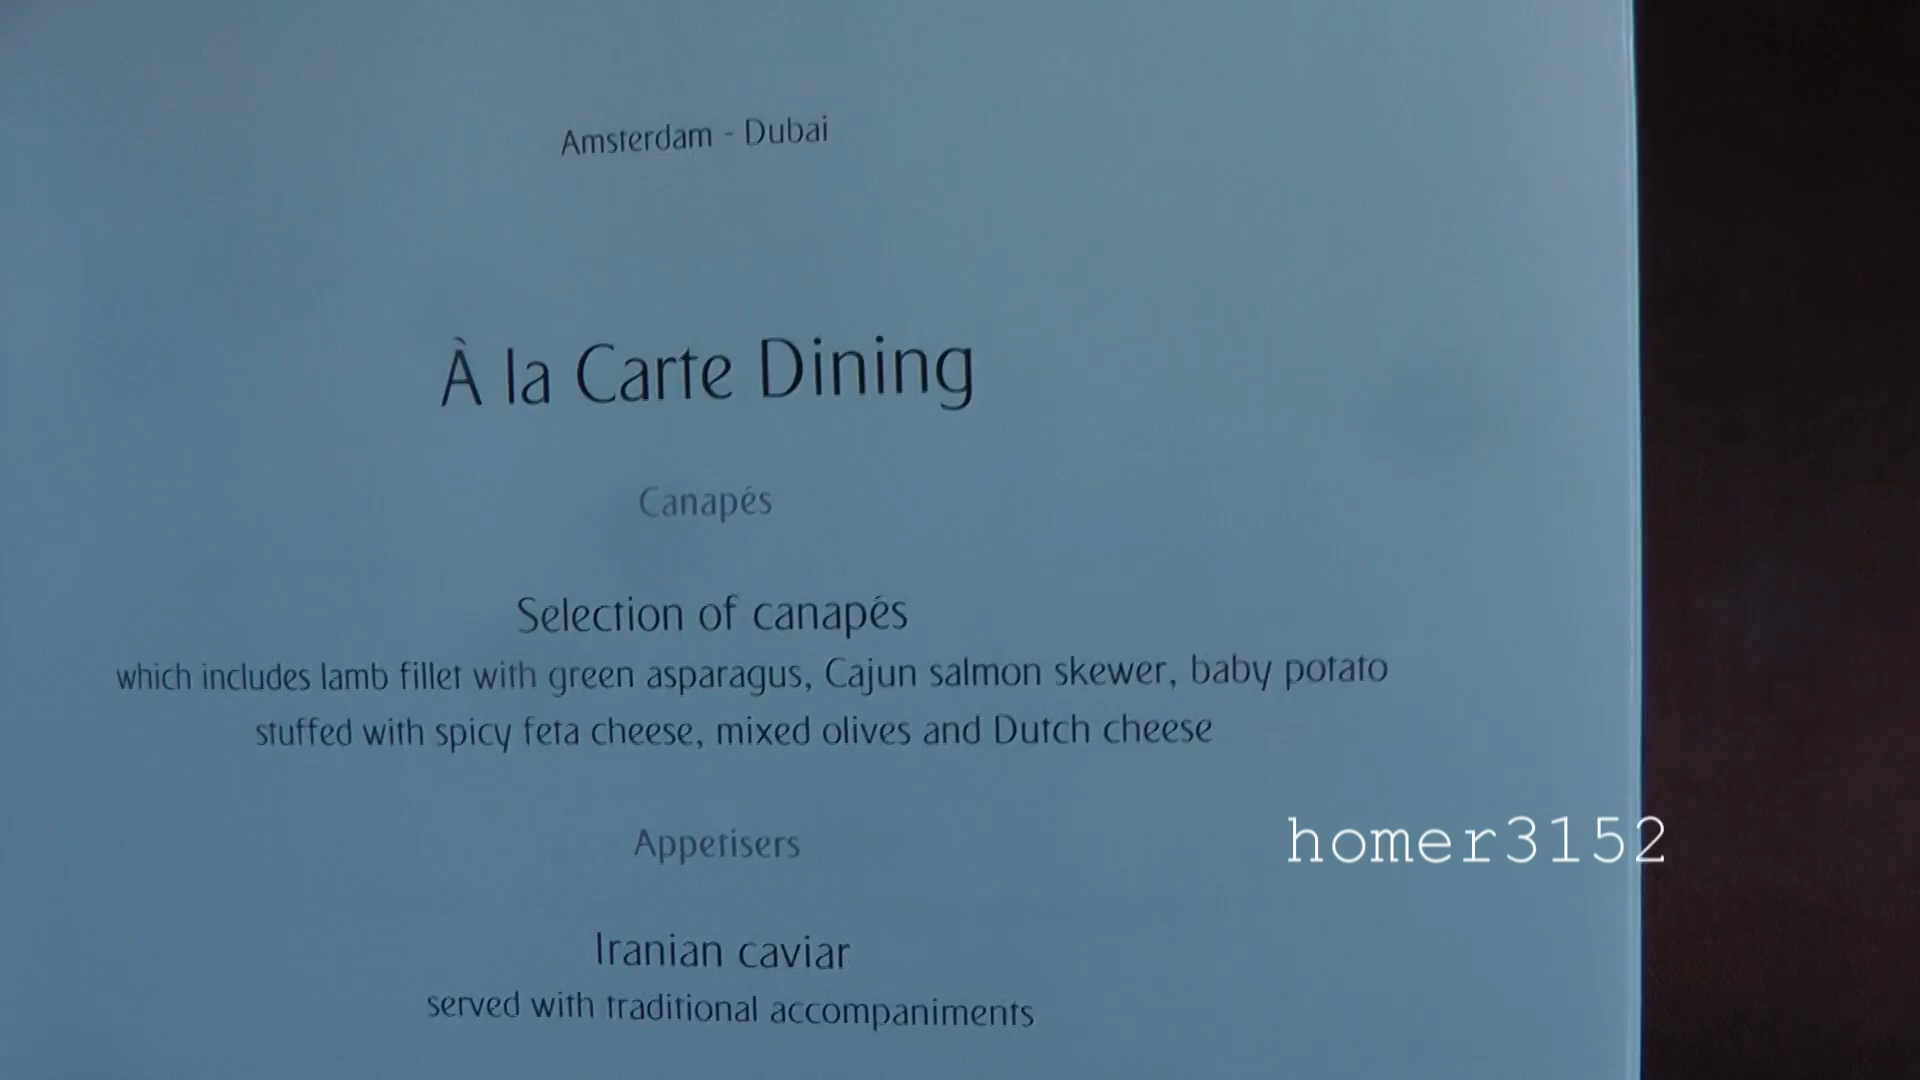 Amsterdam - Dubai
À la Carte Dining
Canapés
Selection of canapés
which includes lamb fillet with green asparagus, Cajun salmon skewer, baby potato
stuffed with spicy feta cheese, mixed olives and Dutch cheese
Appetisers
homer3152
Iranian caviar
served with traditional accompaniments